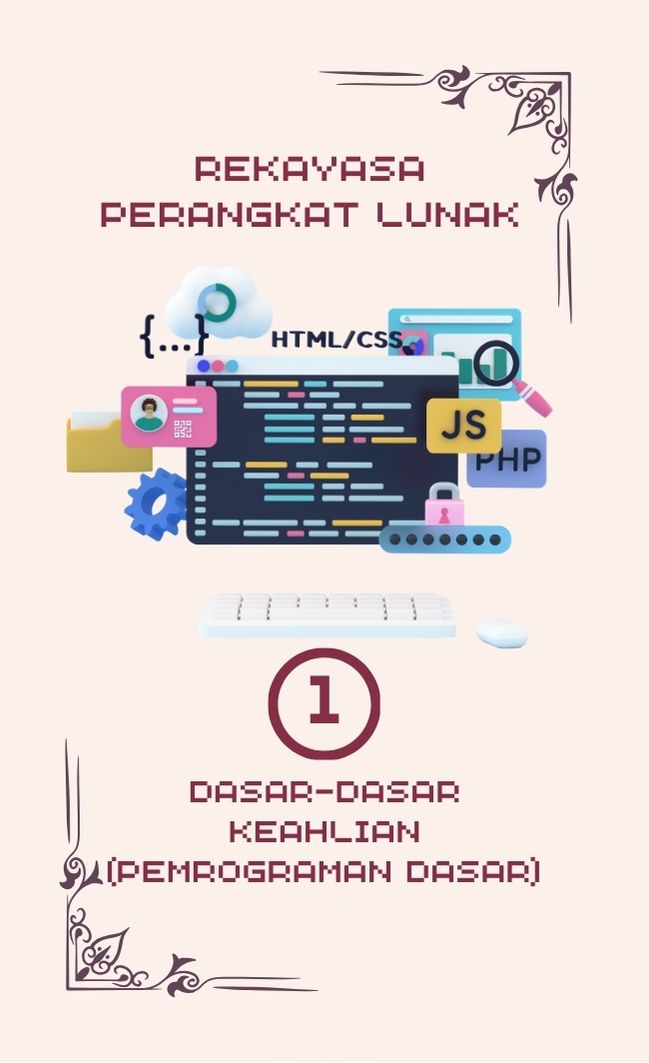 REKAYASA
PERANGKAT LUNAK
{...}
HTML/CSS
JS
PHP
1
DASAR-DASAR
KEAHLIAN
(PEMROGRAMAN DASAR)